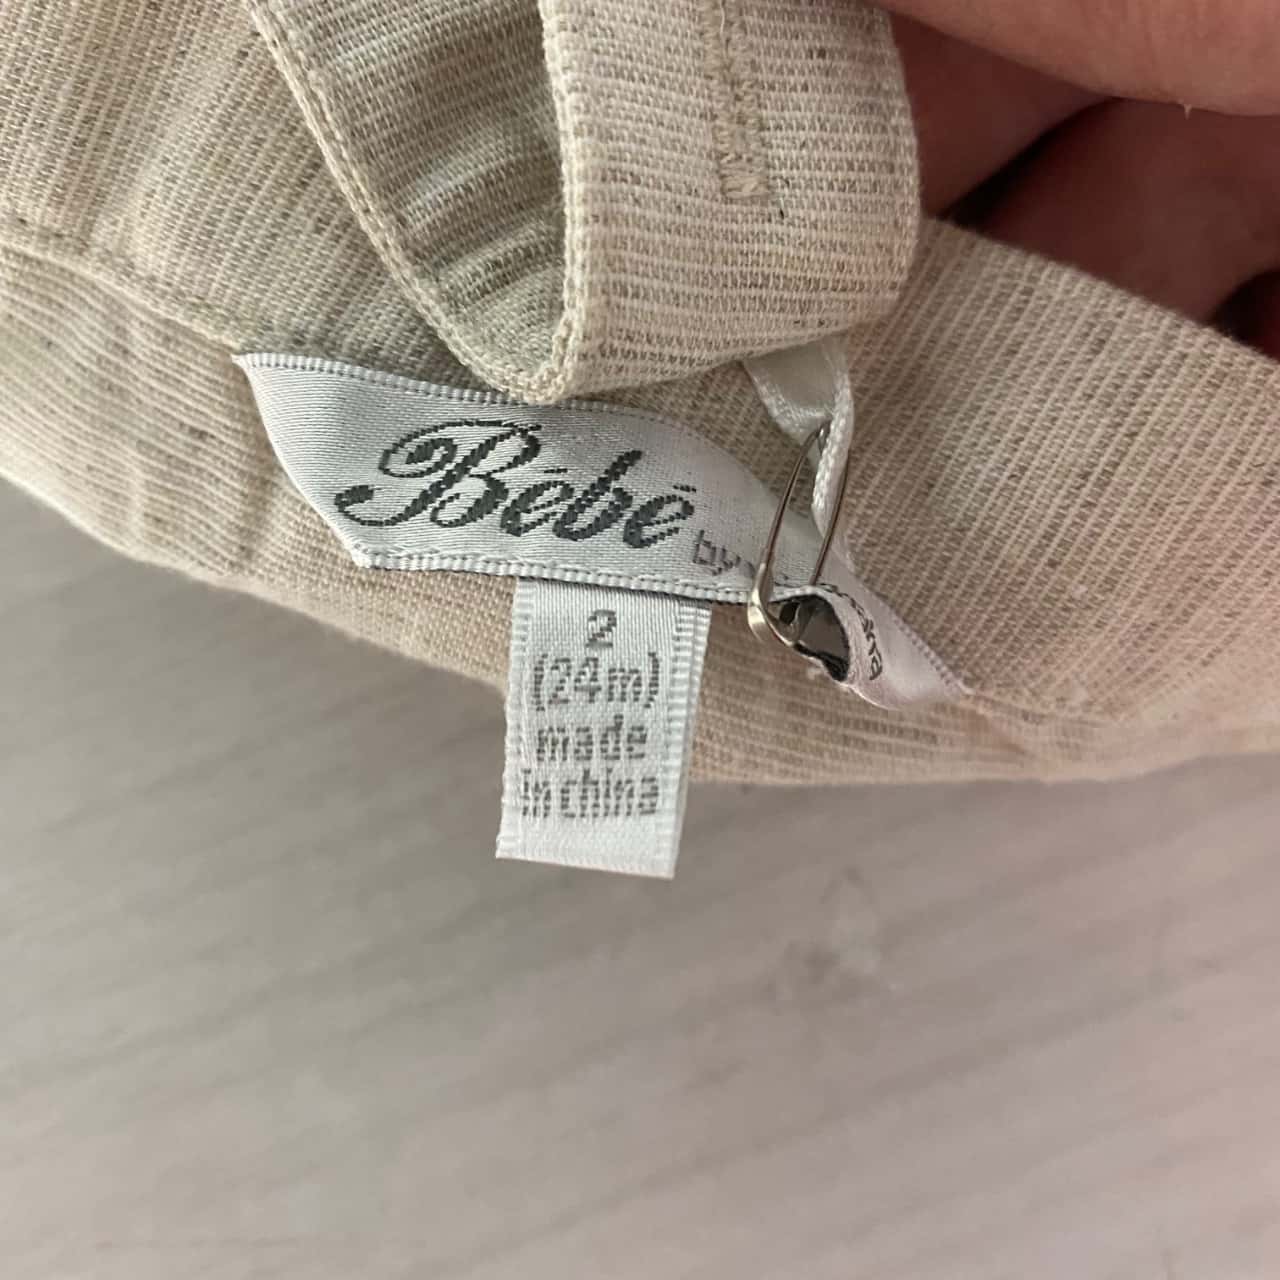 Bébé by
2
(24m)
made
in china